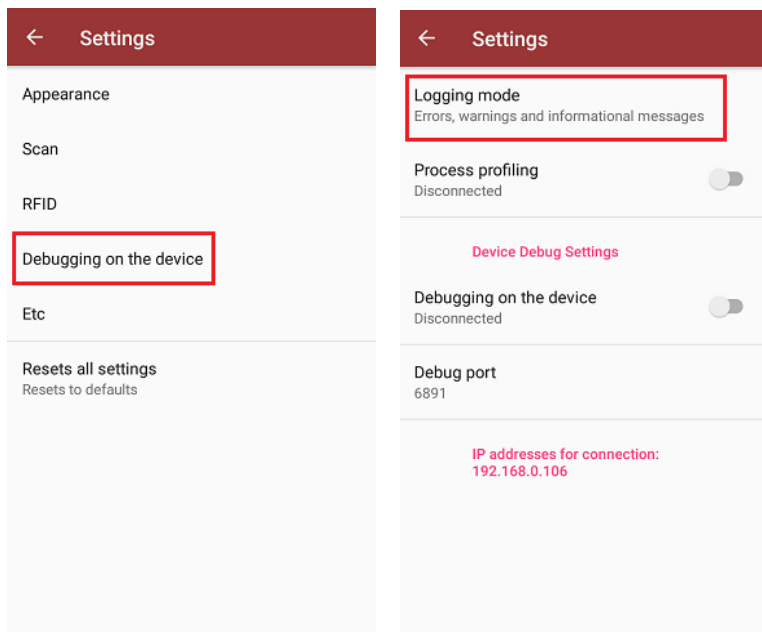 Settings
Appearance
Scan
RFID
Debugging on the device
Etc
Resets all settings
Resets to defaults
Settings
Logging mode
Errors, warnings and informational messages
Process profiling
Disconnected
Device Debug Settings
Debugging on the device
Disconnected
Debug port
6891
IP addresses for connection:
192.168.0.106